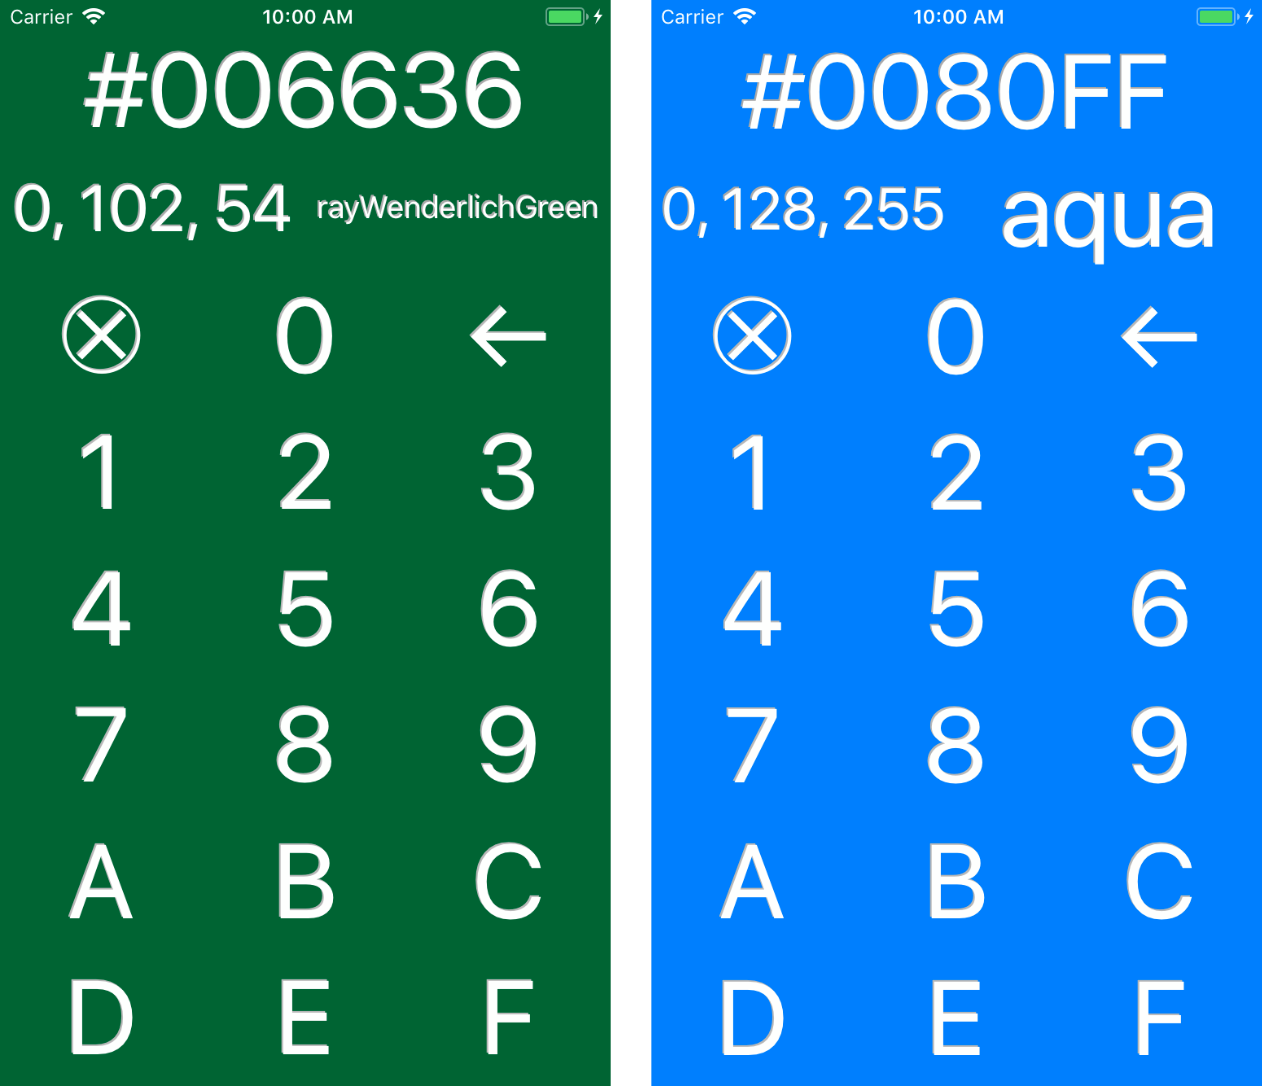 Carrier 10:00 AM
#006636
0, 102, 54 rayWenderlichGreen
⊗ 0 ←
1 2 3
4 5 6
7 8 9
A B C
D E F
Carrier 10:00 AM
#0080FF
0, 128, 255 aqua
⊗ 0 ←
1 2 3
4 5 6
7 8 9
A B C
D E F